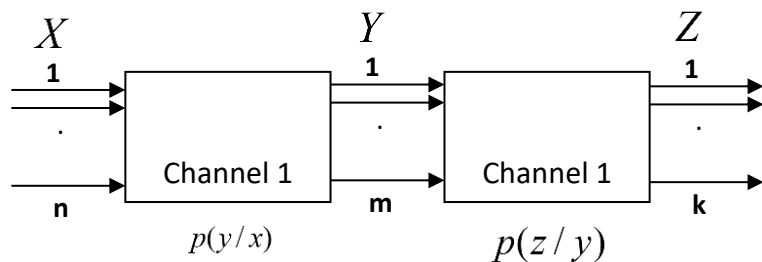 X Y Z
1 1 1
. . .
Channel 1 Channel 1
n m k
p(y/x) p(z/y)